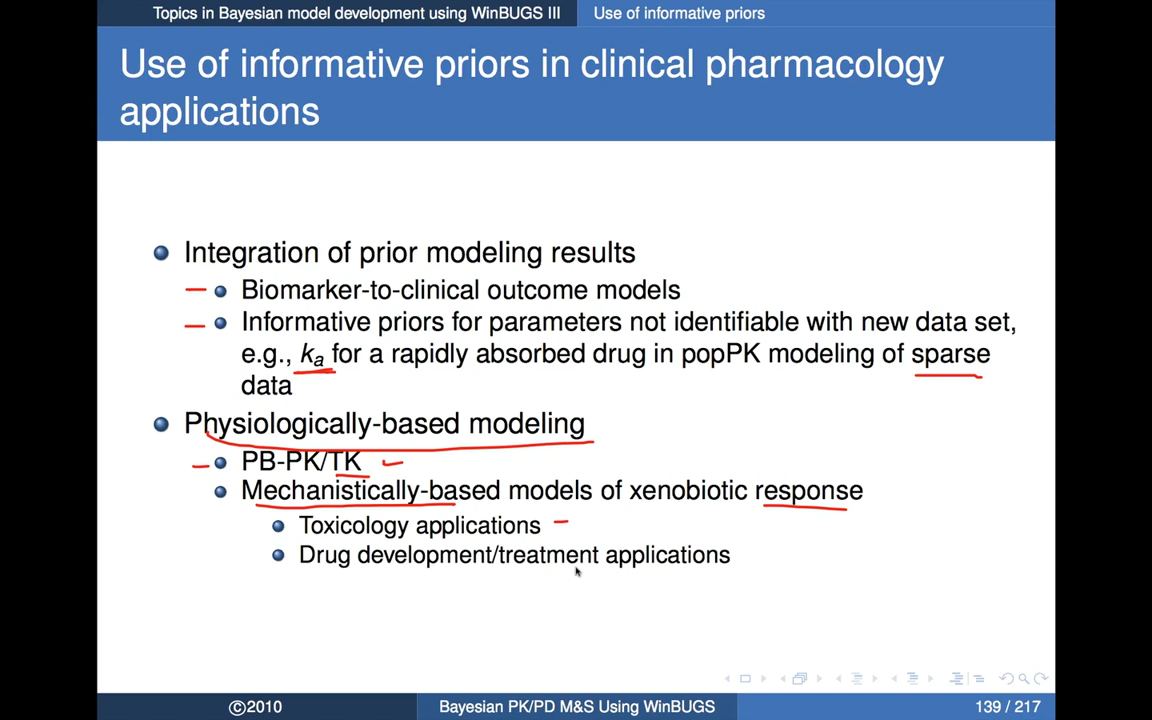 Topics in Bayesian model development using WinBUGS III Use of informative priors
Use of informative priors in clinical pharmacology
applications
Integration of prior modeling results
Biomarker-to-clinical outcome models
Informative priors for parameters not identifiable with new data set,
e.g., ka for a rapidly absorbed drug in popPK modeling of sparse
data
Physiologically-based modeling
PB-PK/TK
Mechanistically-based models of xenobiotic response
Toxicology applications
Drug development/treatment applications
©2010 Bayesian PK/PD M&S Using WinBUGS 139 / 217